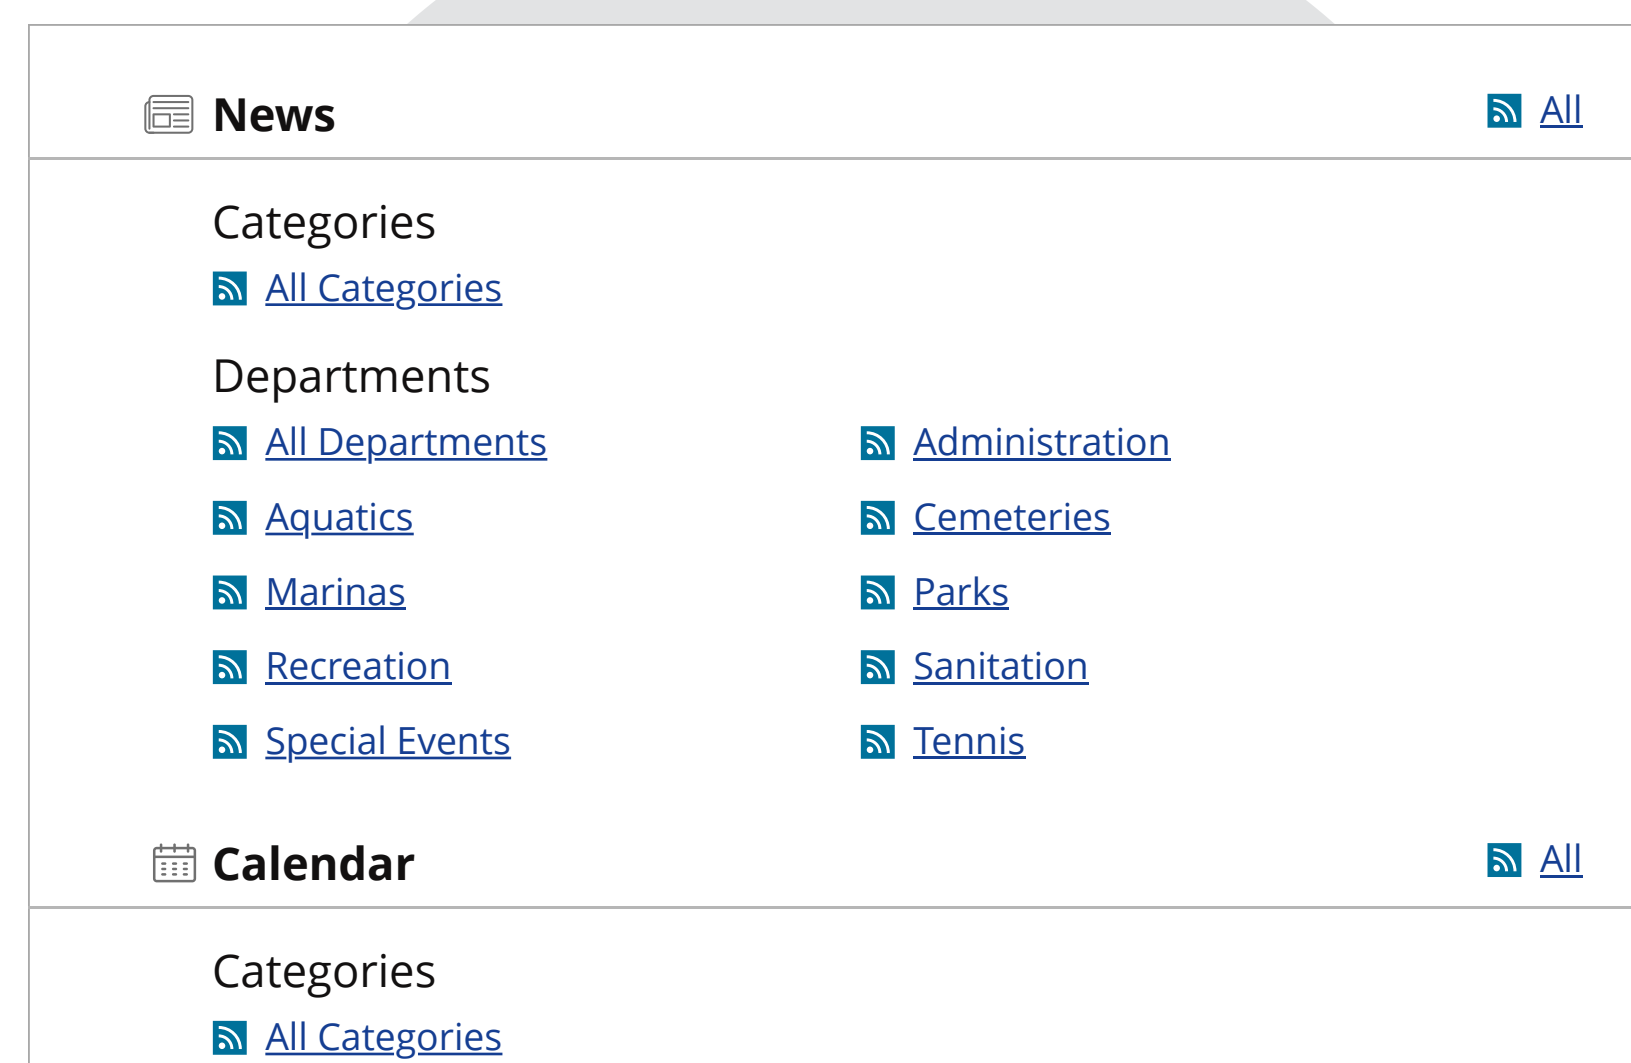 News
All
Categories
All Categories
Departments
All Departments
Administration
Aquatics
Cemeteries
Marinas
Parks
Recreation
Sanitation
Special Events
Tennis
Calendar
All
Categories
All Categories